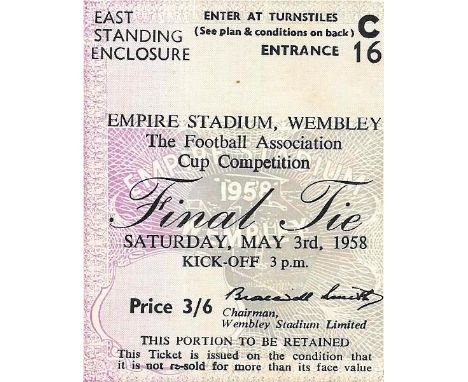 EAST
STANDING
ENCLOSURE
ENTER AT TURNSTILES
(See plan & conditions on back)
ENTRANCE
C
16
EMPIRE STADIUM, WEMBLEY
The Football Association
Cup Competition
1958
Final Tie
WEMBLEY
SATURDAY, MAY 3rd, 1958
KICK-OFF 3 p.m.
Price 3/6
Chairman,
Wembley Stadium Limited
THIS PORTION TO BE RETAINED
This Ticket is issued on the condition that
it is not re-sold for more than its face value